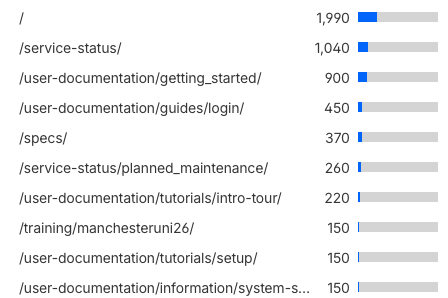 / 1,990
/service-status/ 1,040
/user-documentation/getting_started/ 900
/user-documentation/guides/login/ 450
/specs/ 370
/service-status/planned_maintenance/ 260
/user-documentation/tutorials/intro-tour/ 220
/training/manchesteruni26/ 150
/user-documentation/tutorials/setup/ 150
/user-documentation/information/system-s... 150